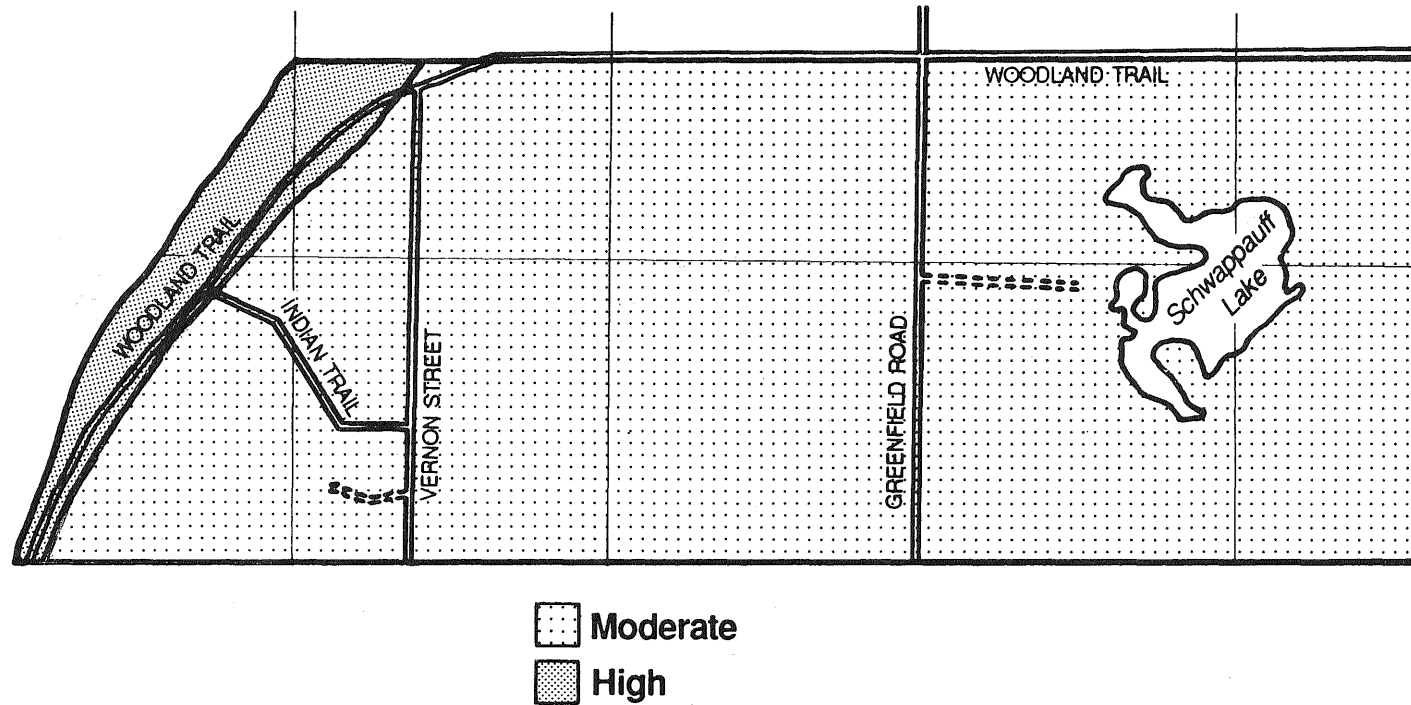 WOODLAND TRAIL
WOODLAND TRAIL
INDIAN TRAIL
VERNON STREET
GREENFIELD ROAD
Schwappauff
Lake
Moderate
High